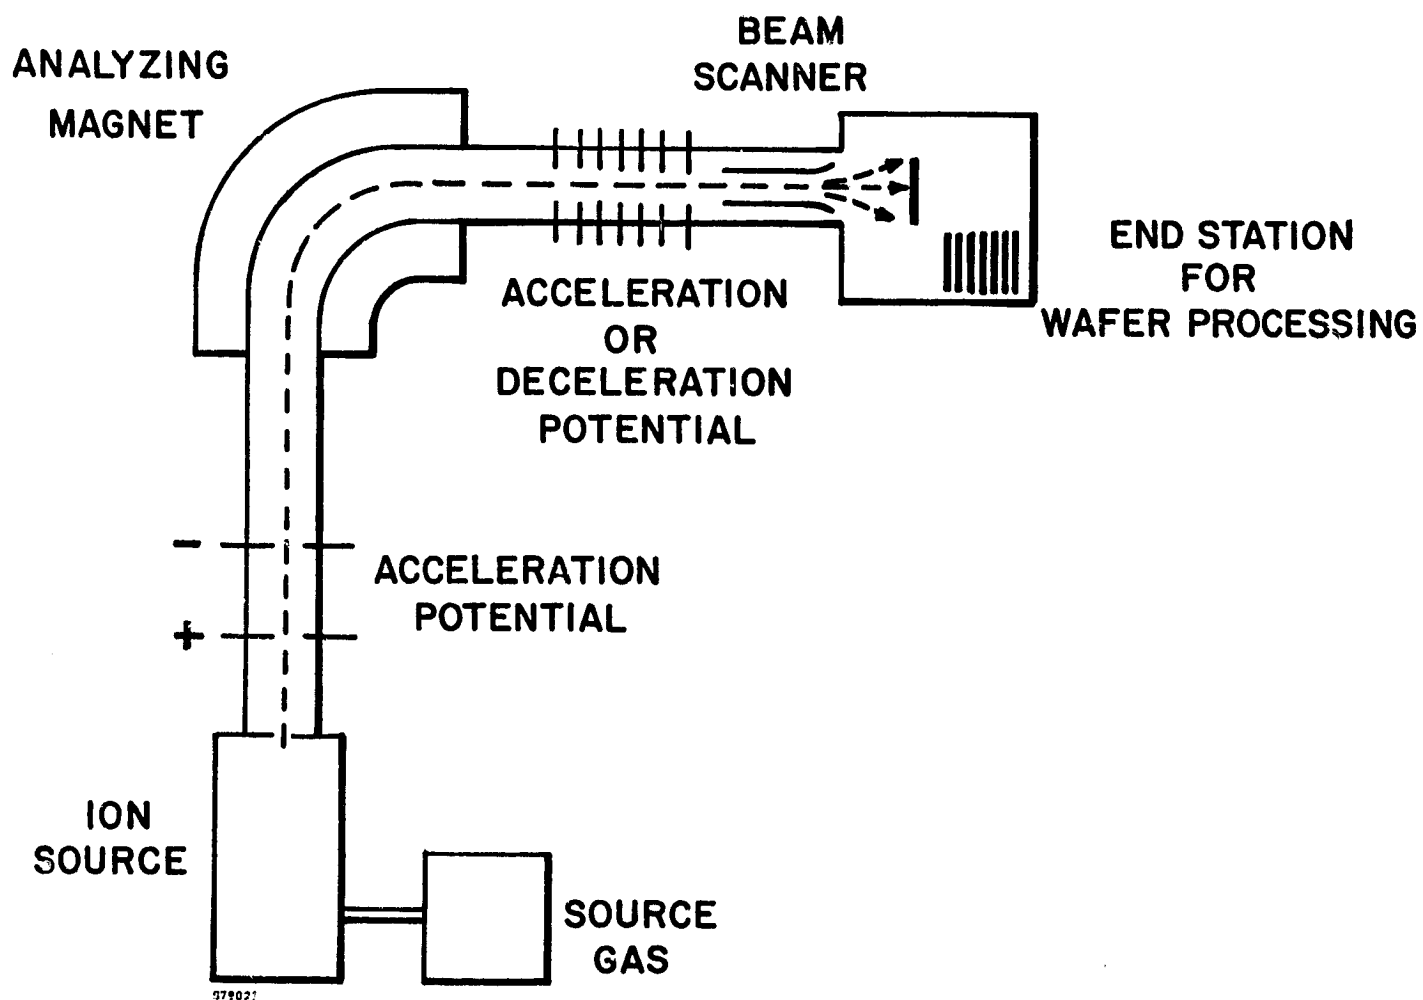 BEAM
SCANNER
ANALYZING
MAGNET
END STATION
FOR
WAFER PROCESSING
ACCELERATION
OR
DECELERATION
POTENTIAL
-
+
ACCELERATION
POTENTIAL
ION
SOURCE
SOURCE
GAS